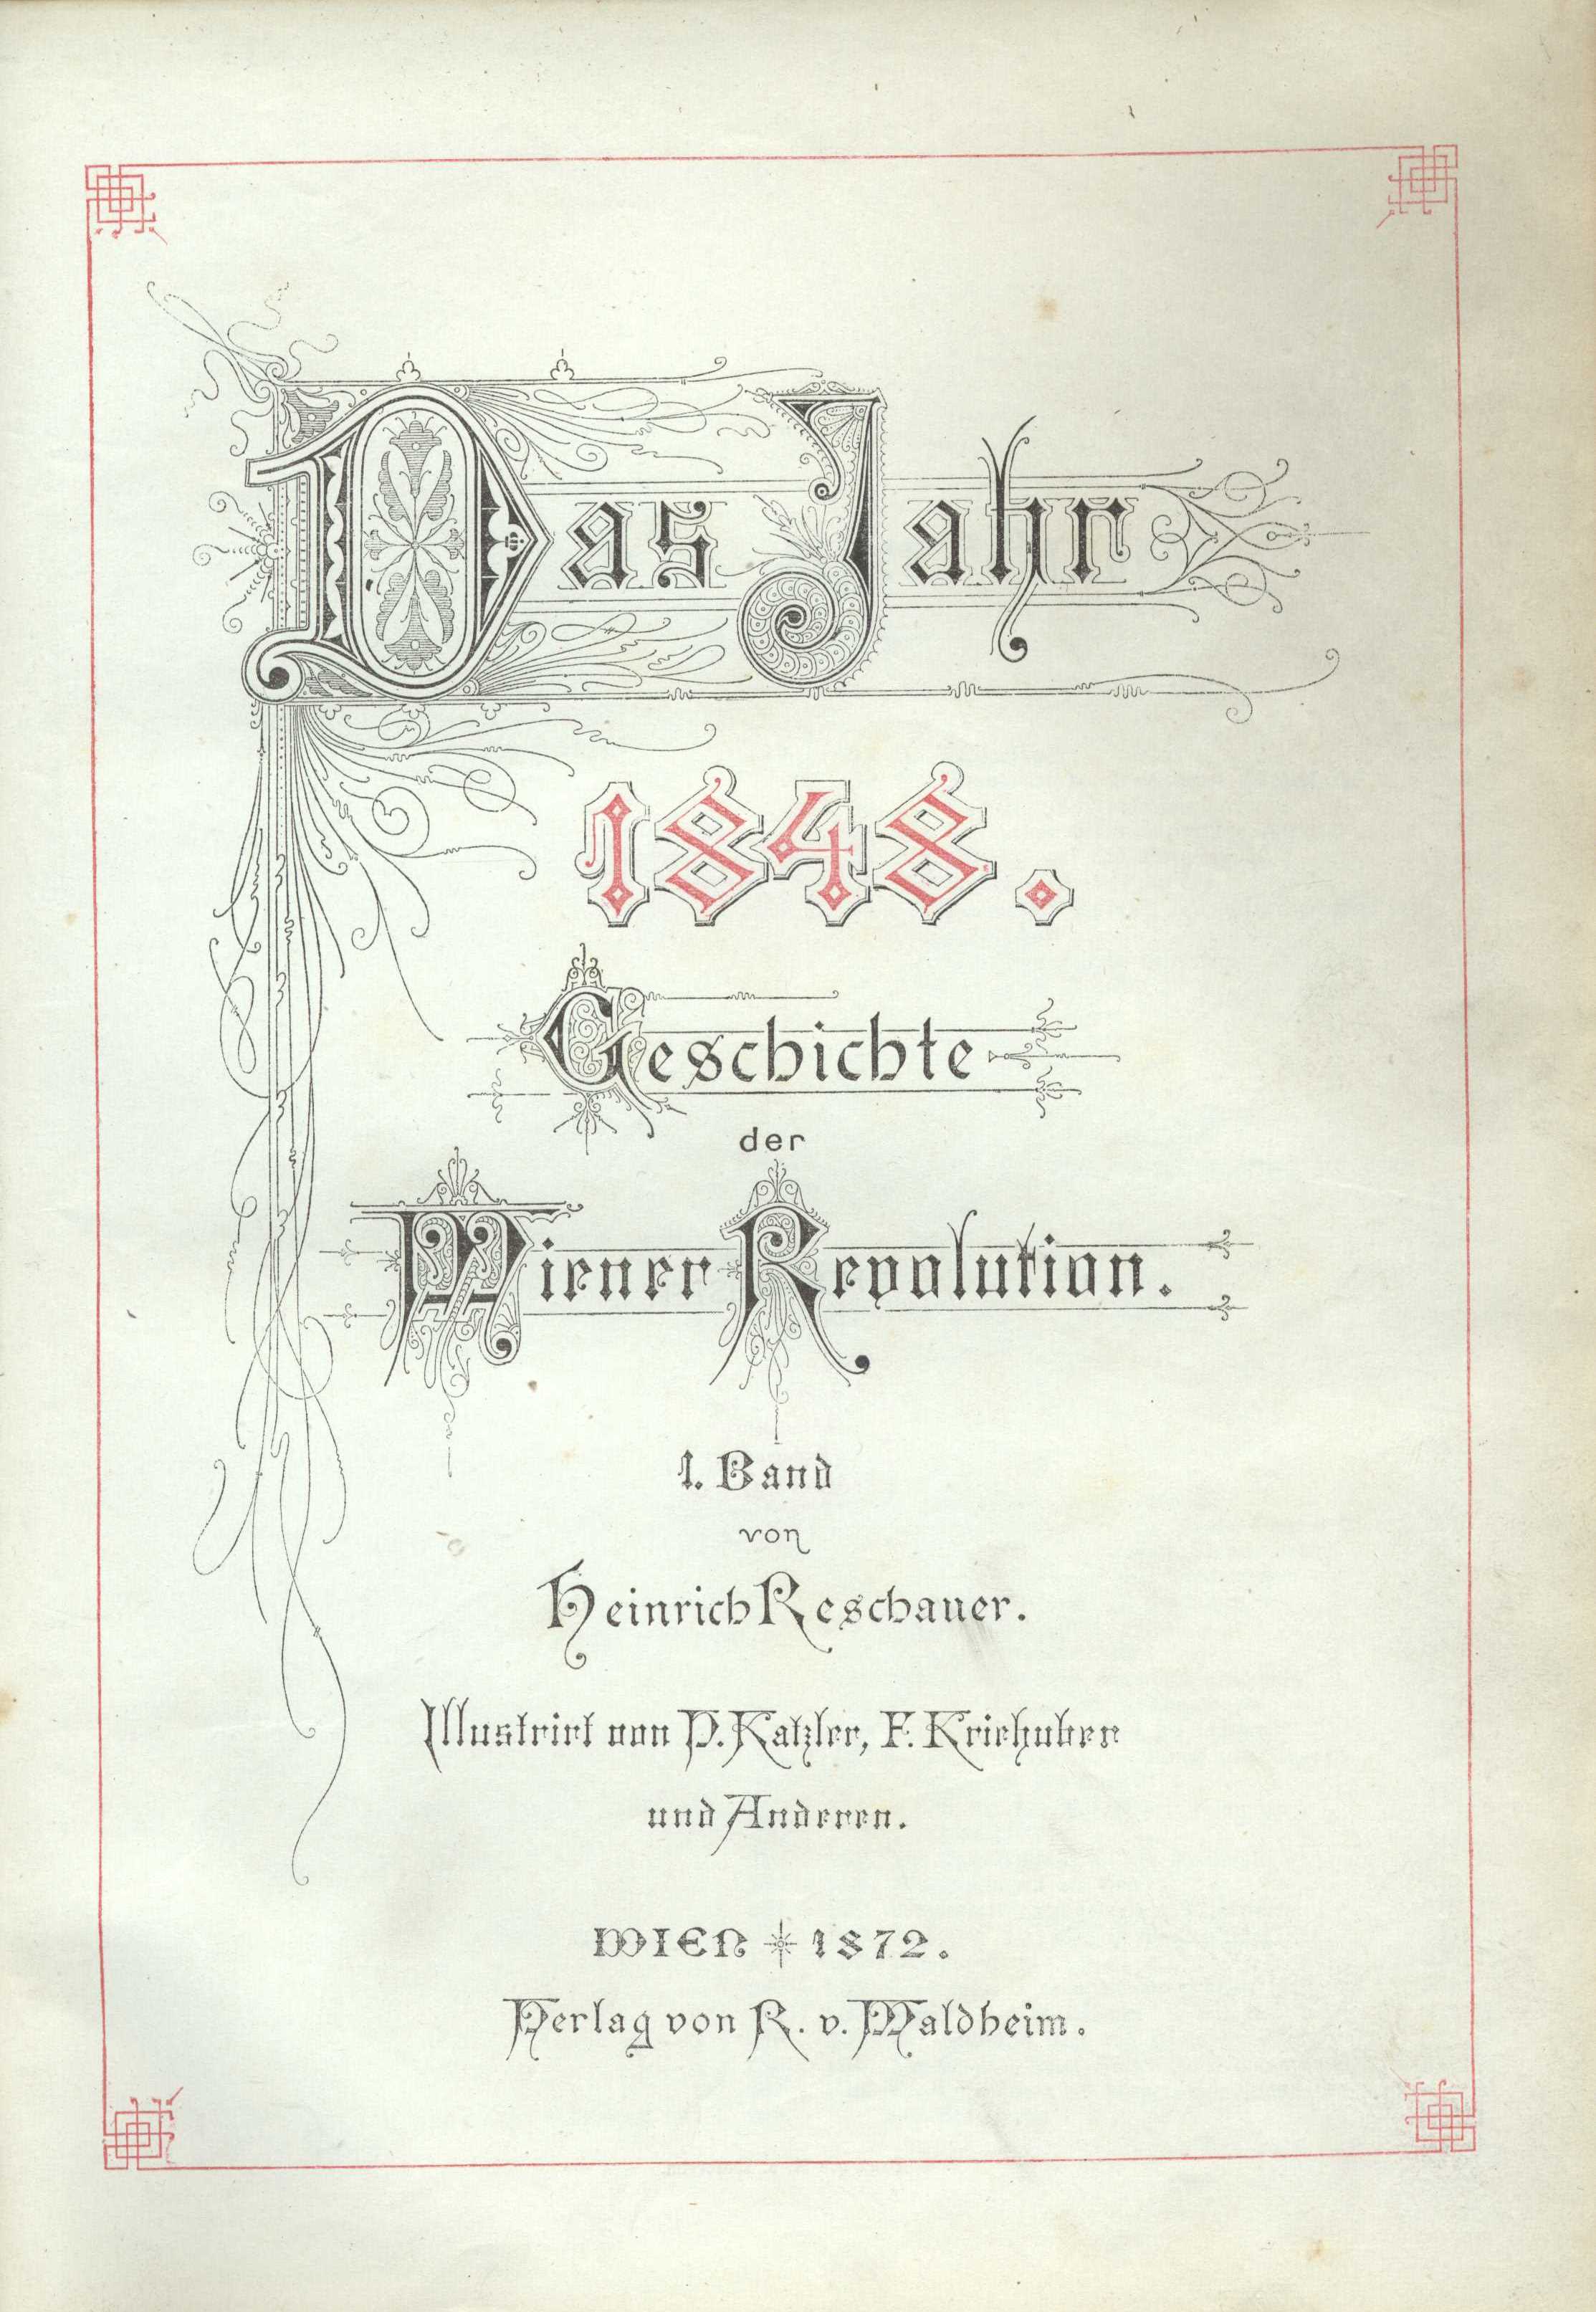 Das Jahr
1848.
Geschichte
der
Wiener Revolution.
1. Band
von
Heinrich Reschauer.
Illustrirt von V. Katzler, F. Kriehuber
und Anderen.
WIEN * 1872.
Verlag von R. v. Waldheim.